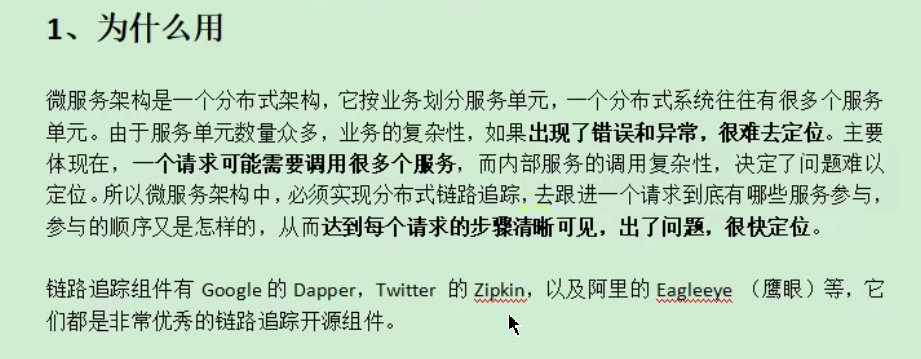 1、为什么用
微服务架构是一个分布式架构，它按业务划分服务单元，一个分布式系统往往有很多个服务
单元。由于服务单元数量众多，业务的复杂性，如果出现了错误和异常，很难去定位。主要
体现在，一个请求可能需要调用很多个服务，而内部服务的调用复杂性，决定了问题难以
定位。所以微服务架构中，必须实现分布式链路追踪，去跟进一个请求到底有哪些服务参与，
参与的顺序又是怎样的，从而达到每个请求的步骤清晰可见，出了问题，很快定位。
链路追踪组件有 Google 的 Dapper，Twitter 的 Zipkin，以及阿里的 Eagleeye （鹰眼）等，它
们都是非常优秀的链路追踪开源组件。